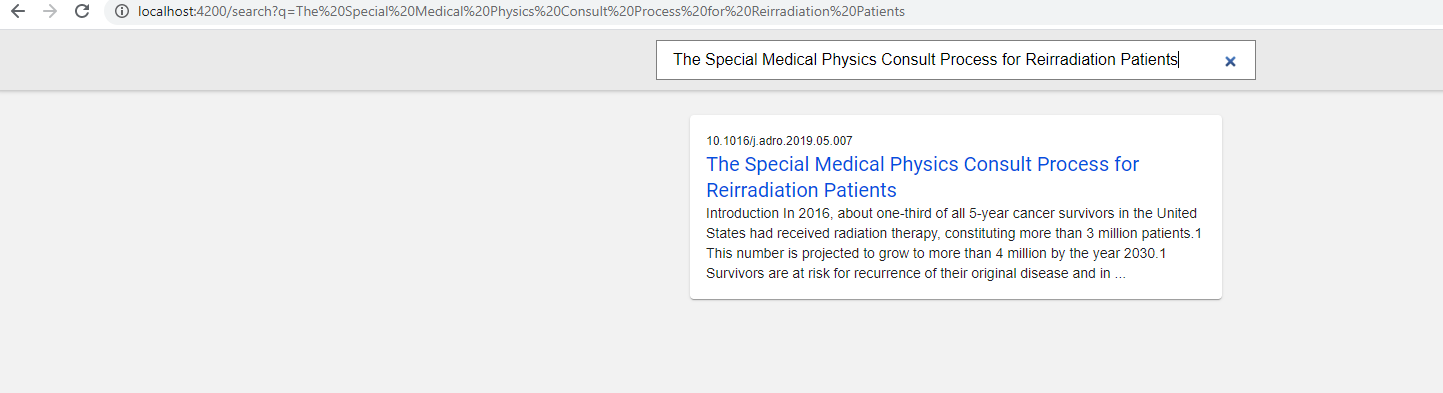 localhost:4200/search?q=The%20Special%20Medical%20Physics%20Consult%20Process%20for%20Reirradiation%20Patients
The Special Medical Physics Consult Process for Reirradiation Patients
10.1016/j.adro.2019.05.007
The Special Medical Physics Consult Process for
Reirradiation Patients
Introduction In 2016, about one-third of all 5-year cancer survivors in the United
States had received radiation therapy, constituting more than 3 million patients.1
This number is projected to grow to more than 4 million by the year 2030.1
Survivors are at risk for recurrence of their original disease and in ...